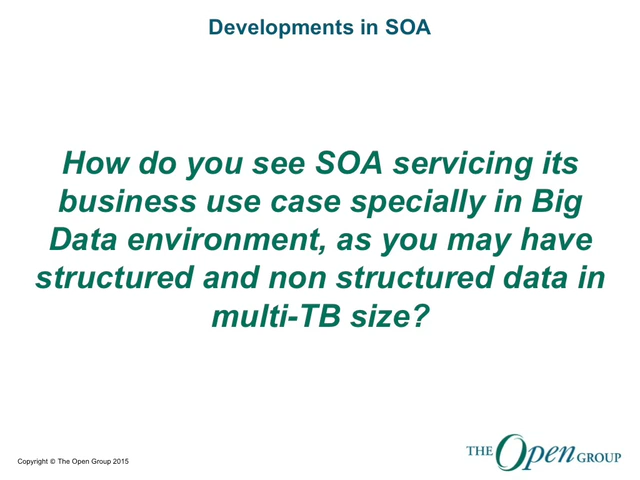 Developments in SOA
How do you see SOA servicing its
business use case specially in Big
Data environment, as you may have
structured and non structured data in
multi-TB size?
Copyright © The Open Group 2015
THE Open GROUP